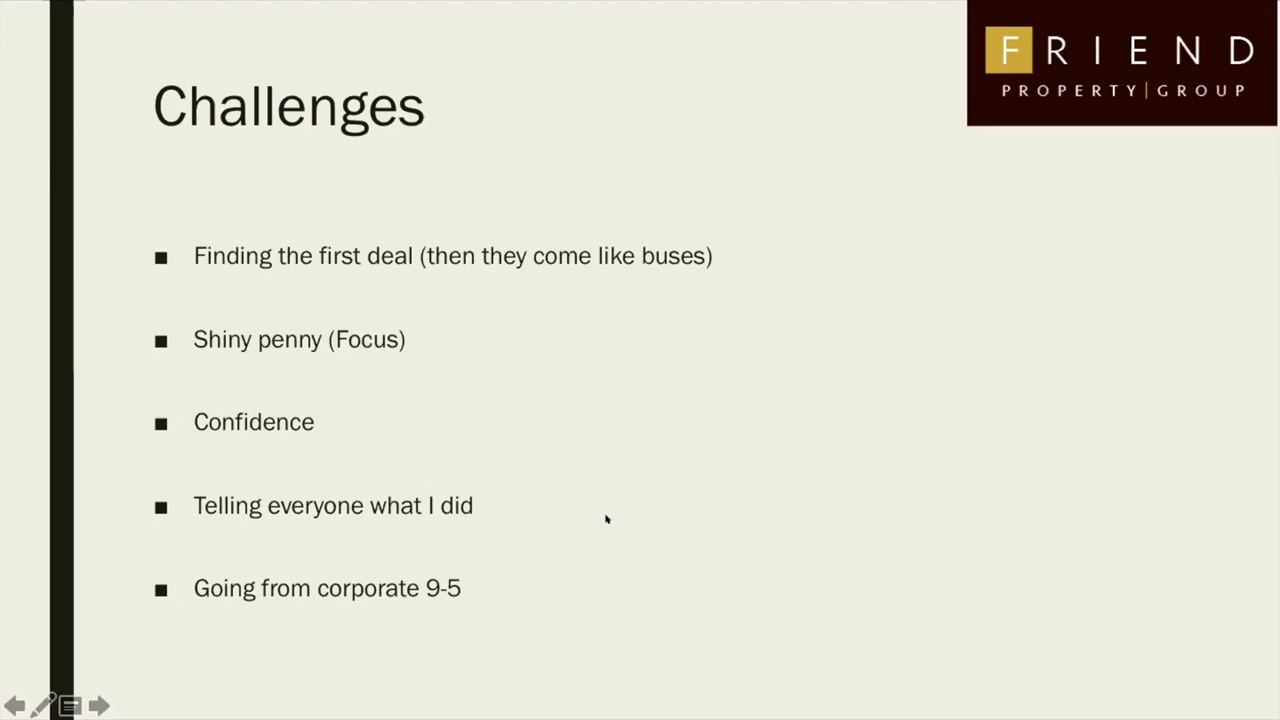 FRIEND
PROPERTY|GROUP
Challenges
■ Finding the first deal (then they come like buses)
■ Shiny penny (Focus)
■ Confidence
■ Telling everyone what I did
■ Going from corporate 9-5